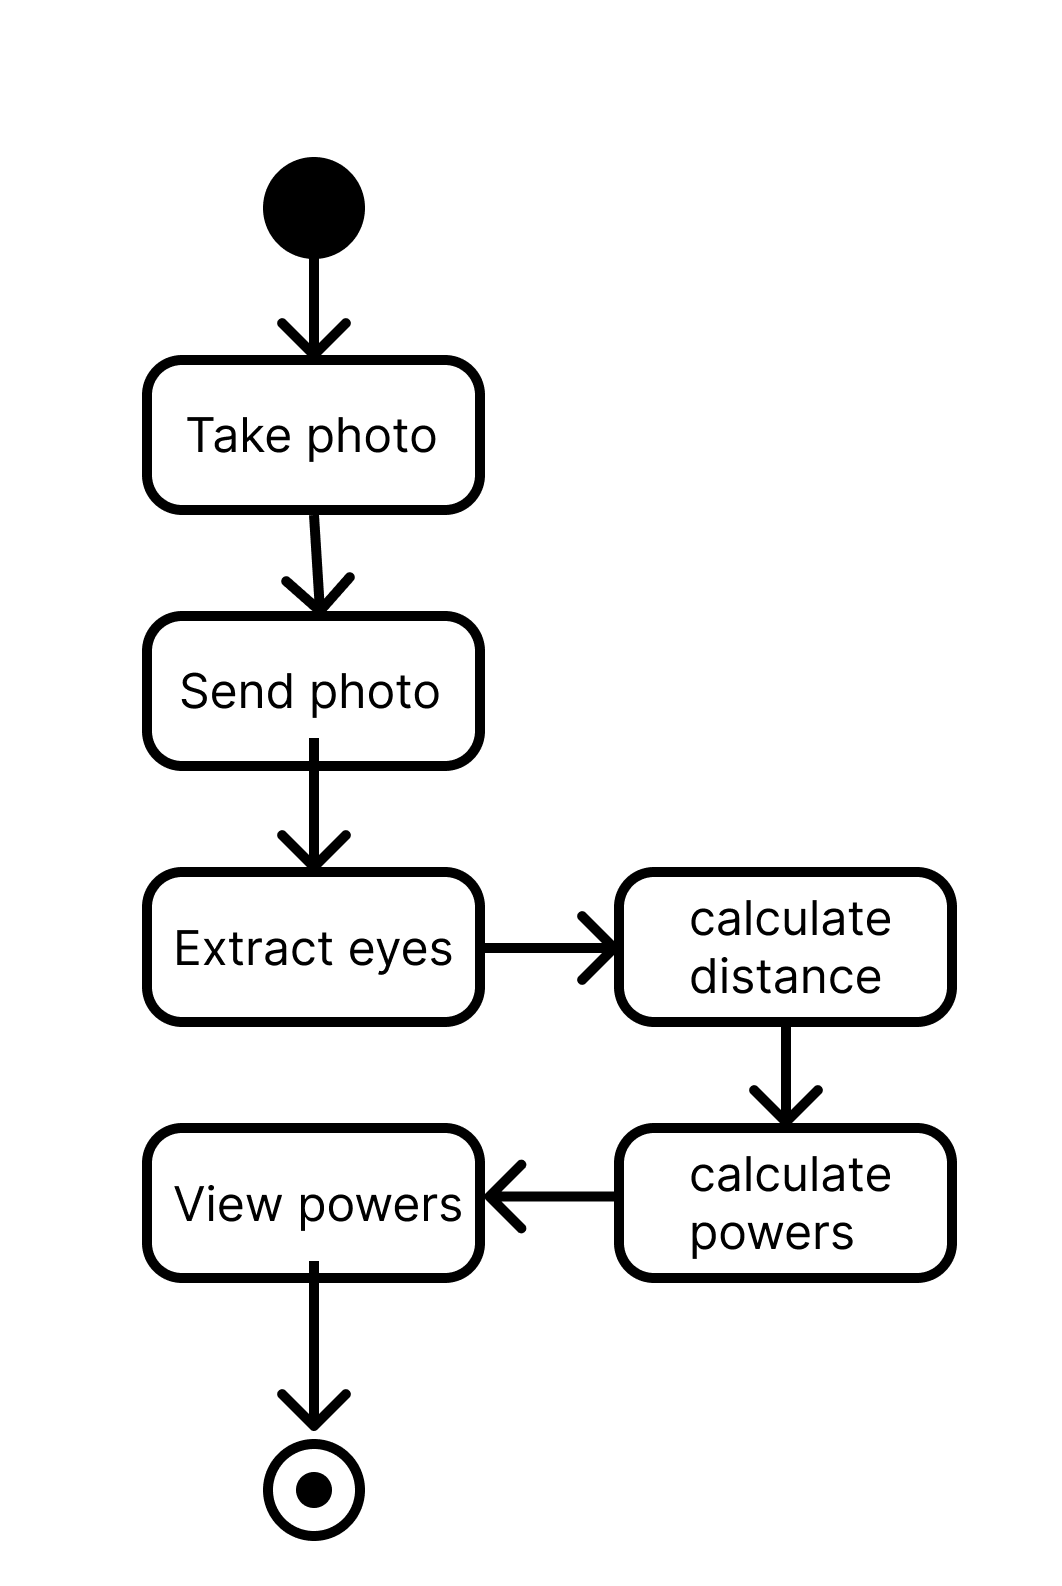 Take photo
Send photo
Extract eyes
calculate
distance
calculate
powers
View powers